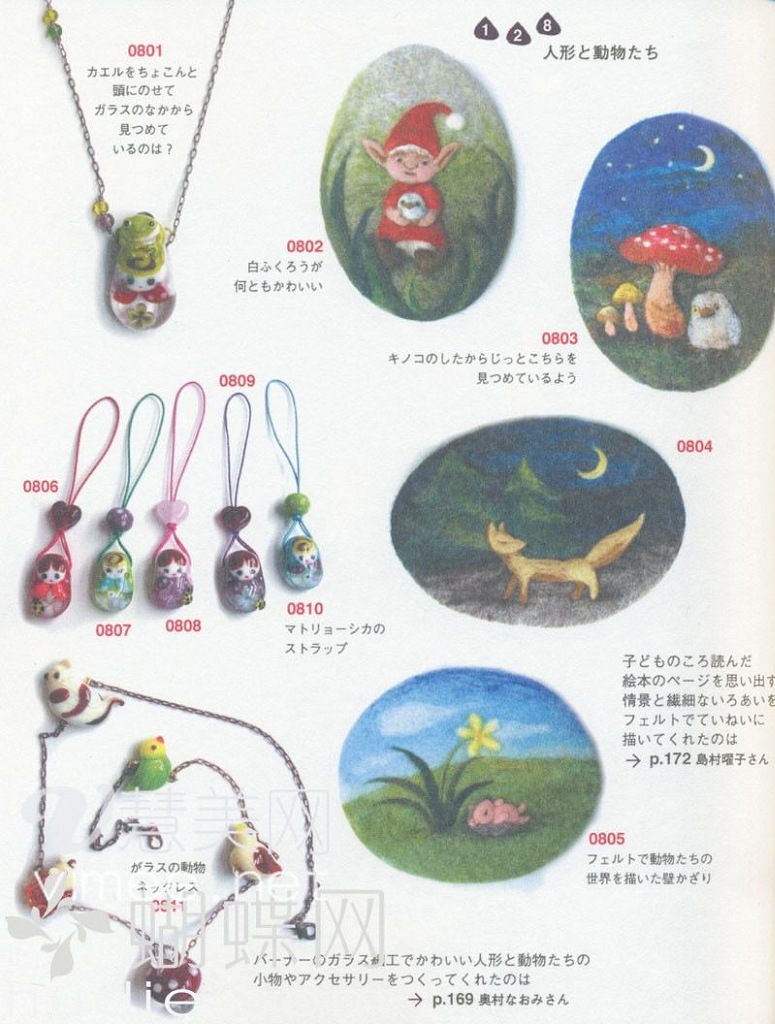 1 2 8
人形と動物たち
0801
カエルをちょこんと
頭にのせて
ガラスのなかから
見つめて
いるのは？
0802
白ふくろうが
何ともかわいい
0803
キノコのしたからじっとこちらを
見つめているよう
0804
0809
0806
0807
0808
0810
マトリョーシカの
ストラップ
子どものころ読んだ
絵本のページを思い出す
情景と繊細ないろあいを
フェルトでていねいに
描いてくれたのは
→ p.172 島村曜子さん
0805
フェルトで動物たちの
世界を描いた壁かざり
慧美网
ガラスの動物
ネックレス
0811
蝴蝶网
バーナーのガラス細工でかわいい人形と動物たちの
小物やアクセサリーをつくってくれたのは
→ p.169 奥村なおみさん